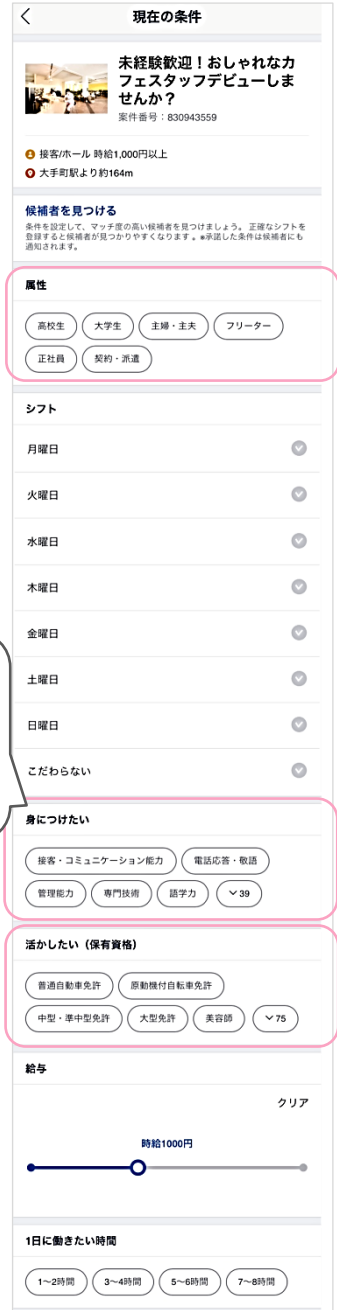 現在の条件
未経験歓迎！おしゃれなカ
フェスタッフデビューしま
せんか？
案件番号：830943559
接客/ホール 時給1,000円以上
大手町駅より約164m
候補者を見つける
条件を設定して、マッチ度の高い候補者を見つけましょう。 正確なシフトを
登録すると候補者が見つかりやすくなります 。※承諾した条件は候補者にも
通知されます。
属性
高校生 大学生 主婦・主夫 フリーター
正社員 契約・派遣
シフト
月曜日
火曜日
水曜日
木曜日
金曜日
土曜日
日曜日
こだわらない
身につけたい
接客・コミュニケーション能力 電話応答・敬語
管理能力 専門技術 語学力 39
活かしたい（保有資格）
普通自動車免許 原動機付自転車免許
中型・準中型免許 大型免許 美容師 75
給与
クリア
時給1000円
1日に働きたい時間
1〜2時間 3〜4時間 5〜6時間 7〜8時間